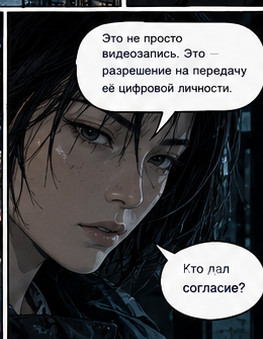 Это не просто
видеозапись. Это —
разрешение на передачу
её цифровой личности.
Кто дал
согласие?